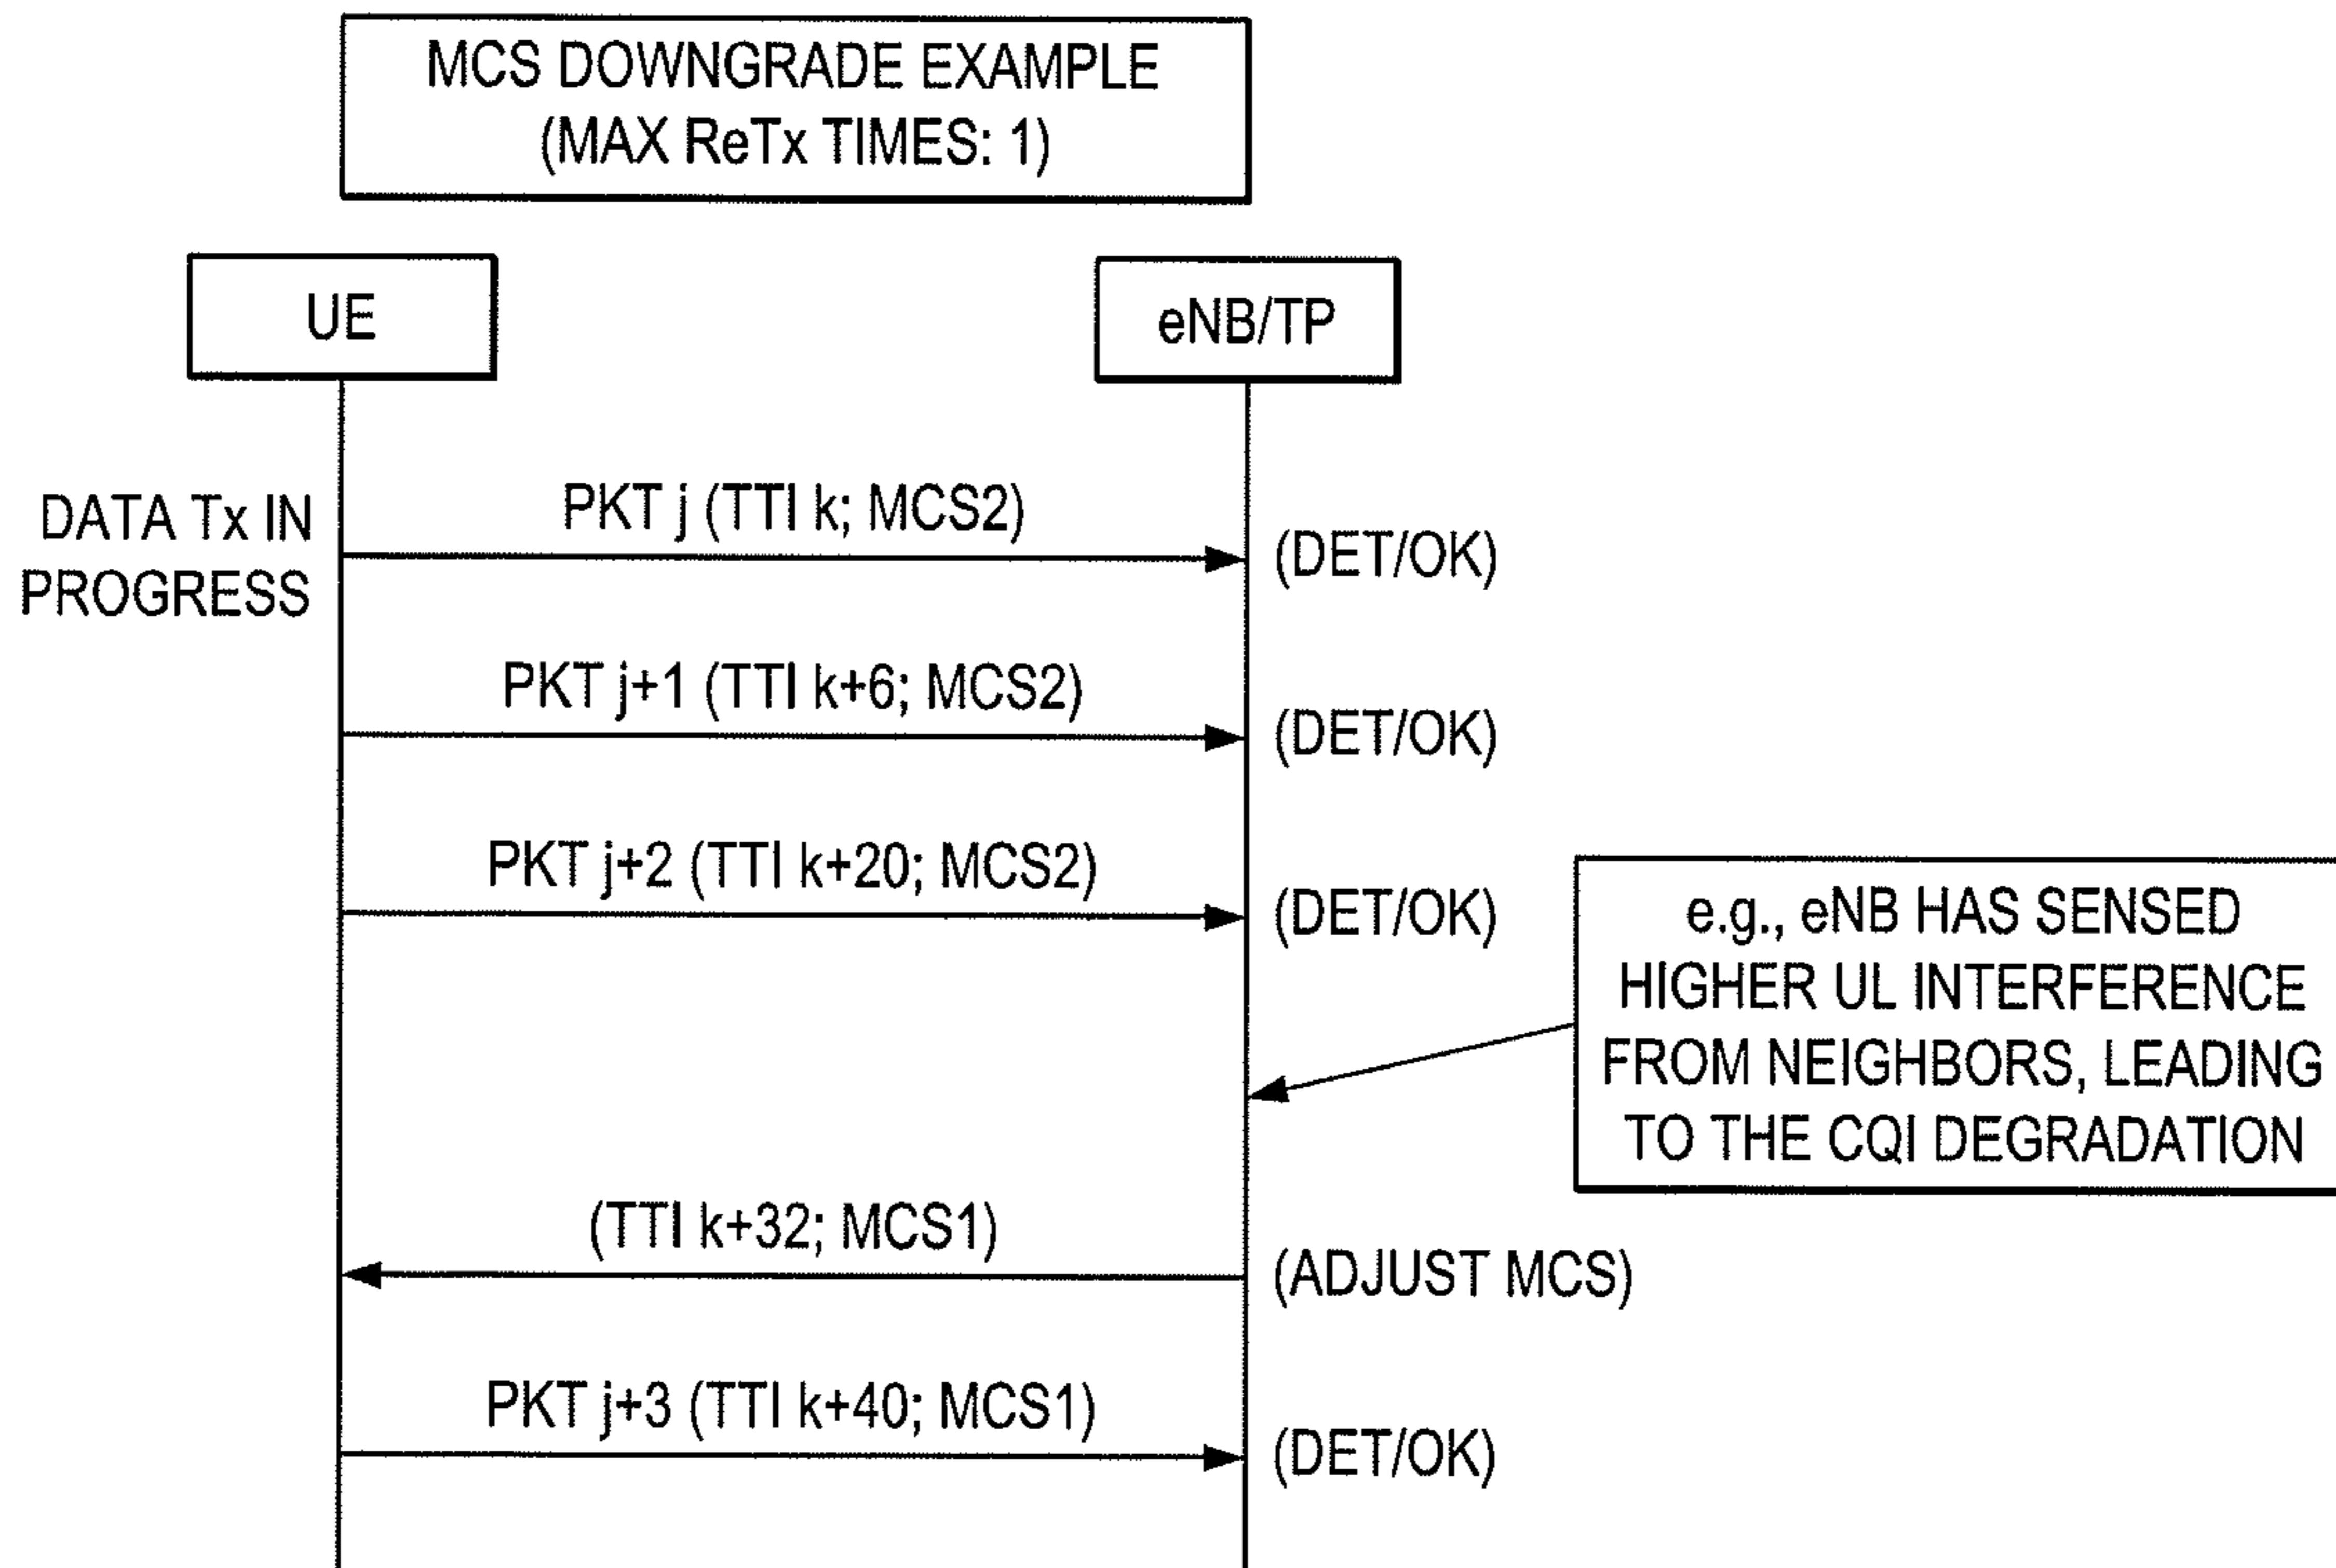 MCS DOWNGRADE EXAMPLE
(MAX ReTx TIMES: 1)
UE
eNB/TP
DATA Tx IN
PROGRESS
PKT j (TTI k; MCS2)
(DET/OK)
PKT j+1 (TTI k+6; MCS2)
(DET/OK)
PKT j+2 (TTI k+20; MCS2)
(DET/OK)
e.g., eNB HAS SENSED
HIGHER UL INTERFERENCE
FROM NEIGHBORS, LEADING
TO THE CQI DEGRADATION
(TTI k+32; MCS1)
(ADJUST MCS)
PKT j+3 (TTI k+40; MCS1)
(DET/OK)